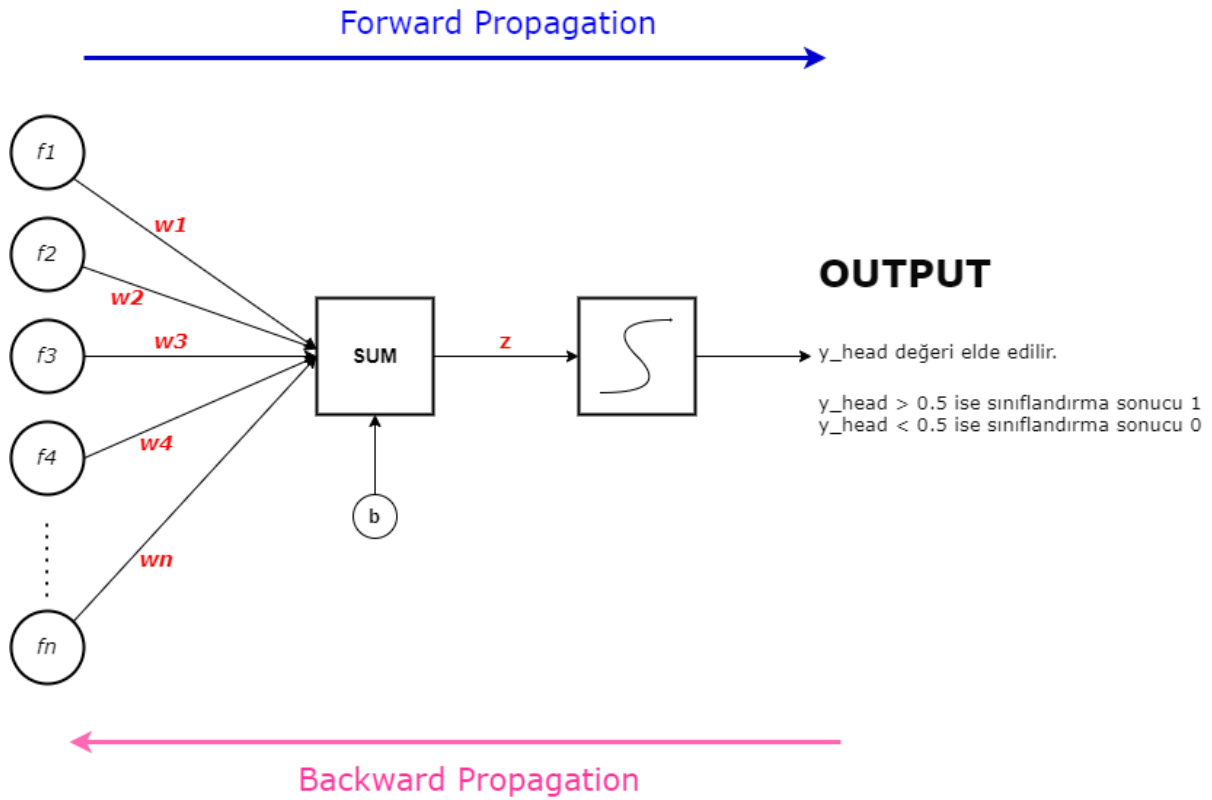 Forward Propagation
f1
w1
f2
w2
f3
w3
SUM
z
OUTPUT
y_head değeri elde edilir.
y_head > 0.5 ise sınıflandırma sonucu 1
y_head < 0.5 ise sınıflandırma sonucu 0
f4
w4
b
wn
fn
Backward Propagation